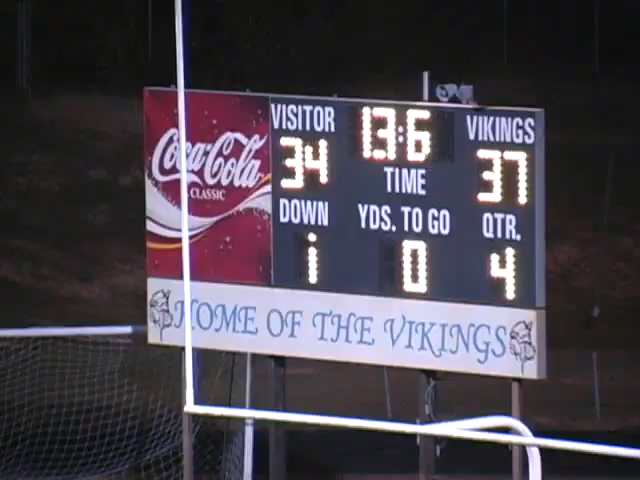 Coca-Cola
CLASSIC
VISITOR 13:6 VIKINGS
34 TIME 37
DOWN YDS. TO GO QTR.
1 0 4
HOME OF THE VIKINGS